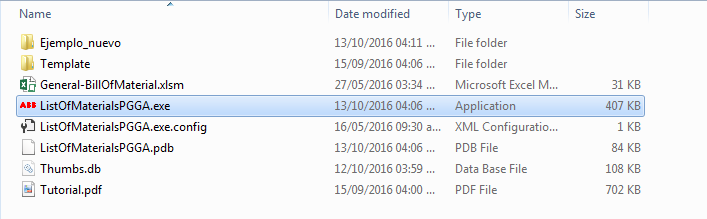 Name Date modified Type Size
Ejemplo_nuevo 13/10/2016 04:11 ... File folder
Template 15/09/2016 04:06 ... File folder
General-BillOfMaterial.xlsm 27/05/2016 03:34 ... Microsoft Excel M... 31 KB
ABB ListOfMaterialsPGGA.exe 13/10/2016 04:06 ... Application 407 KB
ListOfMaterialsPGGA.exe.config 16/05/2016 09:30 a... XML Configuratio... 1 KB
ListOfMaterialsPGGA.pdb 13/10/2016 04:06 ... PDB File 84 KB
Thumbs.db 12/10/2016 03:59 ... Data Base File 108 KB
Tutorial.pdf 15/09/2016 04:00 ... PDF File 702 KB